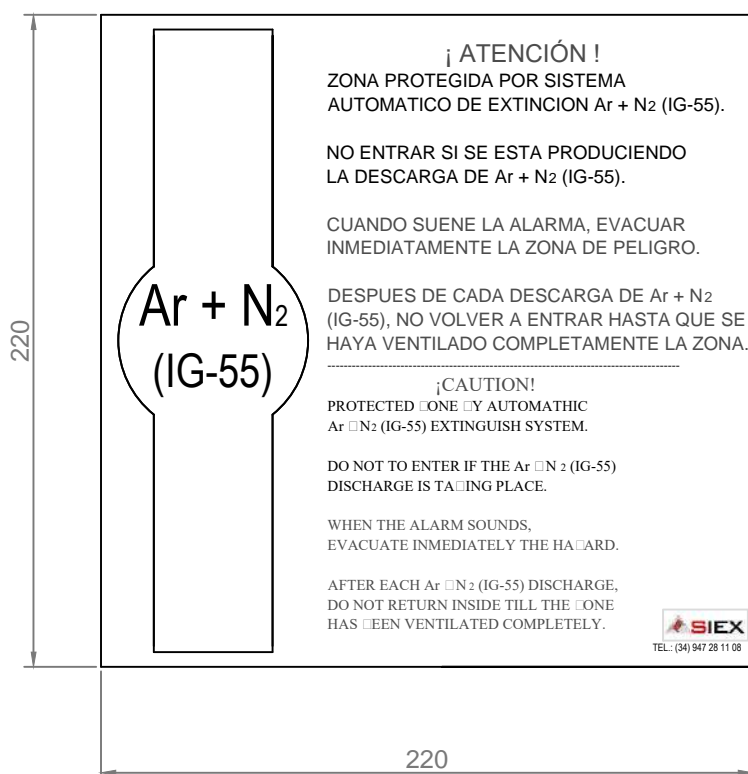 ¡ ATENCIÓN !
ZONA PROTEGIDA POR SISTEMA
AUTOMATICO DE EXTINCION Ar + N2 (IG-55).
NO ENTRAR SI SE ESTA PRODUCIENDO
LA DESCARGA DE Ar + N2 (IG-55).
CUANDO SUENE LA ALARMA, EVACUAR
INMEDIATAMENTE LA ZONA DE PELIGRO.
DESPUES DE CADA DESCARGA DE Ar + N2
(IG-55), NO VOLVER A ENTRAR HASTA QUE SE
HAYA VENTILADO COMPLETAMENTE LA ZONA.
¡CAUTION!
PROTECTED □ONE □Y AUTOMATHIC
Ar □N2 (IG-55) EXTINGUISH SYSTEM.
DO NOT TO ENTER IF THE Ar □N 2 (IG-55)
DISCHARGE IS TA□ING PLACE.
WHEN THE ALARM SOUNDS,
EVACUATE INMEDIATELY THE HA□ARD.
AFTER EACH Ar □N 2 (IG-55) DISCHARGE,
DO NOT RETURN INSIDE TILL THE □ONE
HAS □EEN VENTILATED COMPLETELY.
SIEX
TEL.: (34) 947 28 11 08
Ar + N2
(IG-55)
220
220